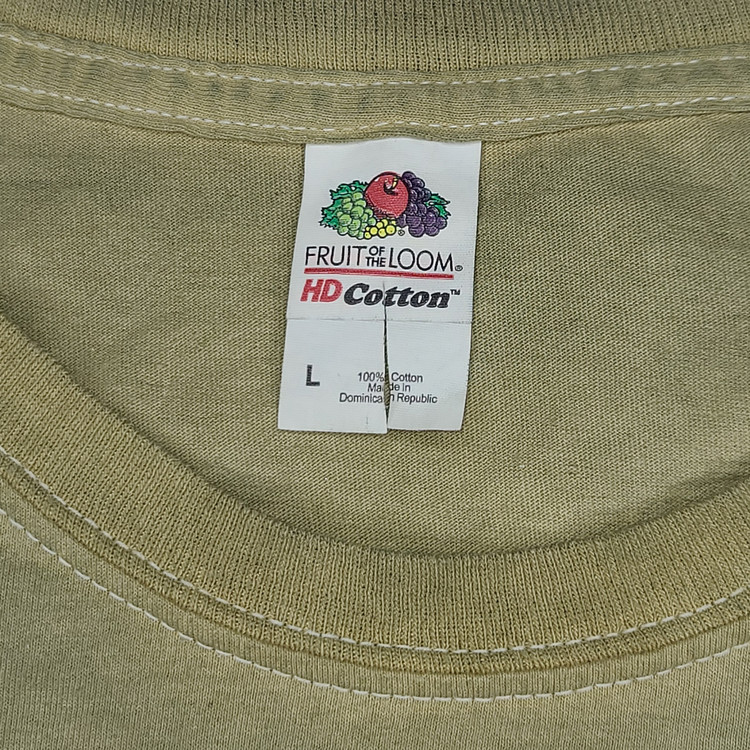 FRUIT OF THE LOOM®
HD Cotton™
L
100% Cotton
Made in
Dominican Republic